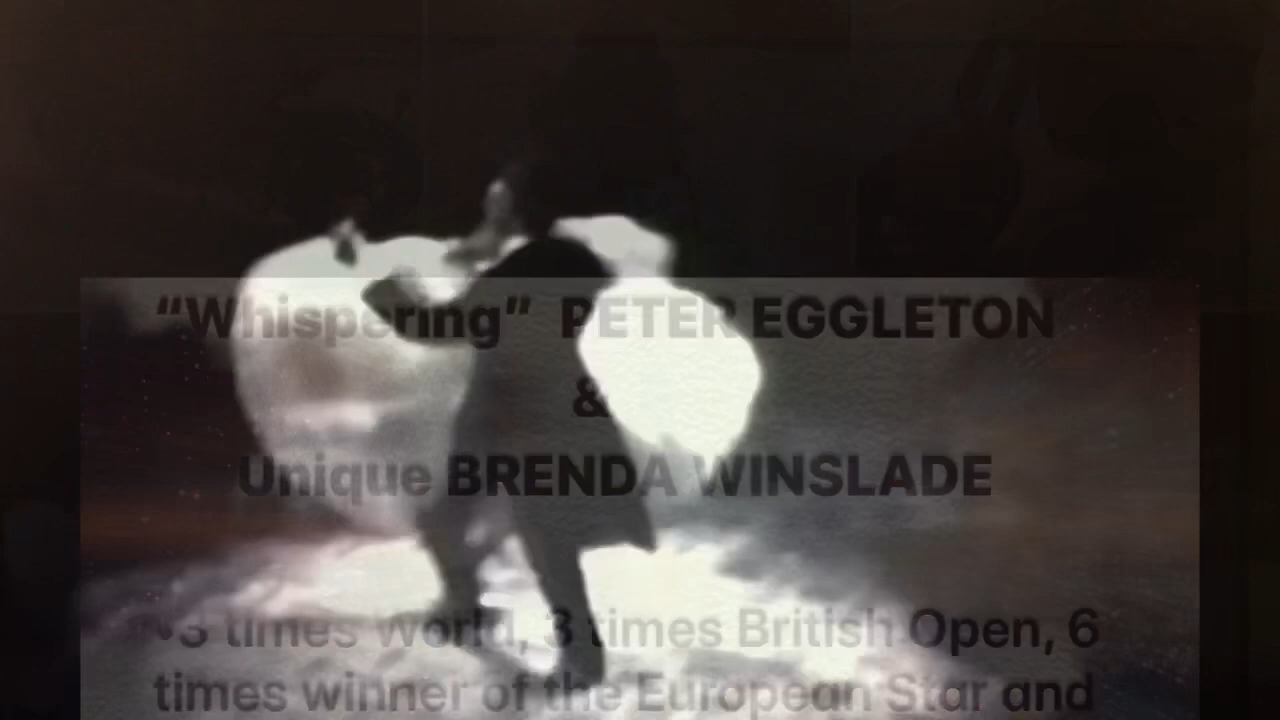 “Whispering” PETER EGGLETON
&
Unique BRENDA WINSLADE
•3 times world, 3 times British Open, 6
times winner of the European Star and